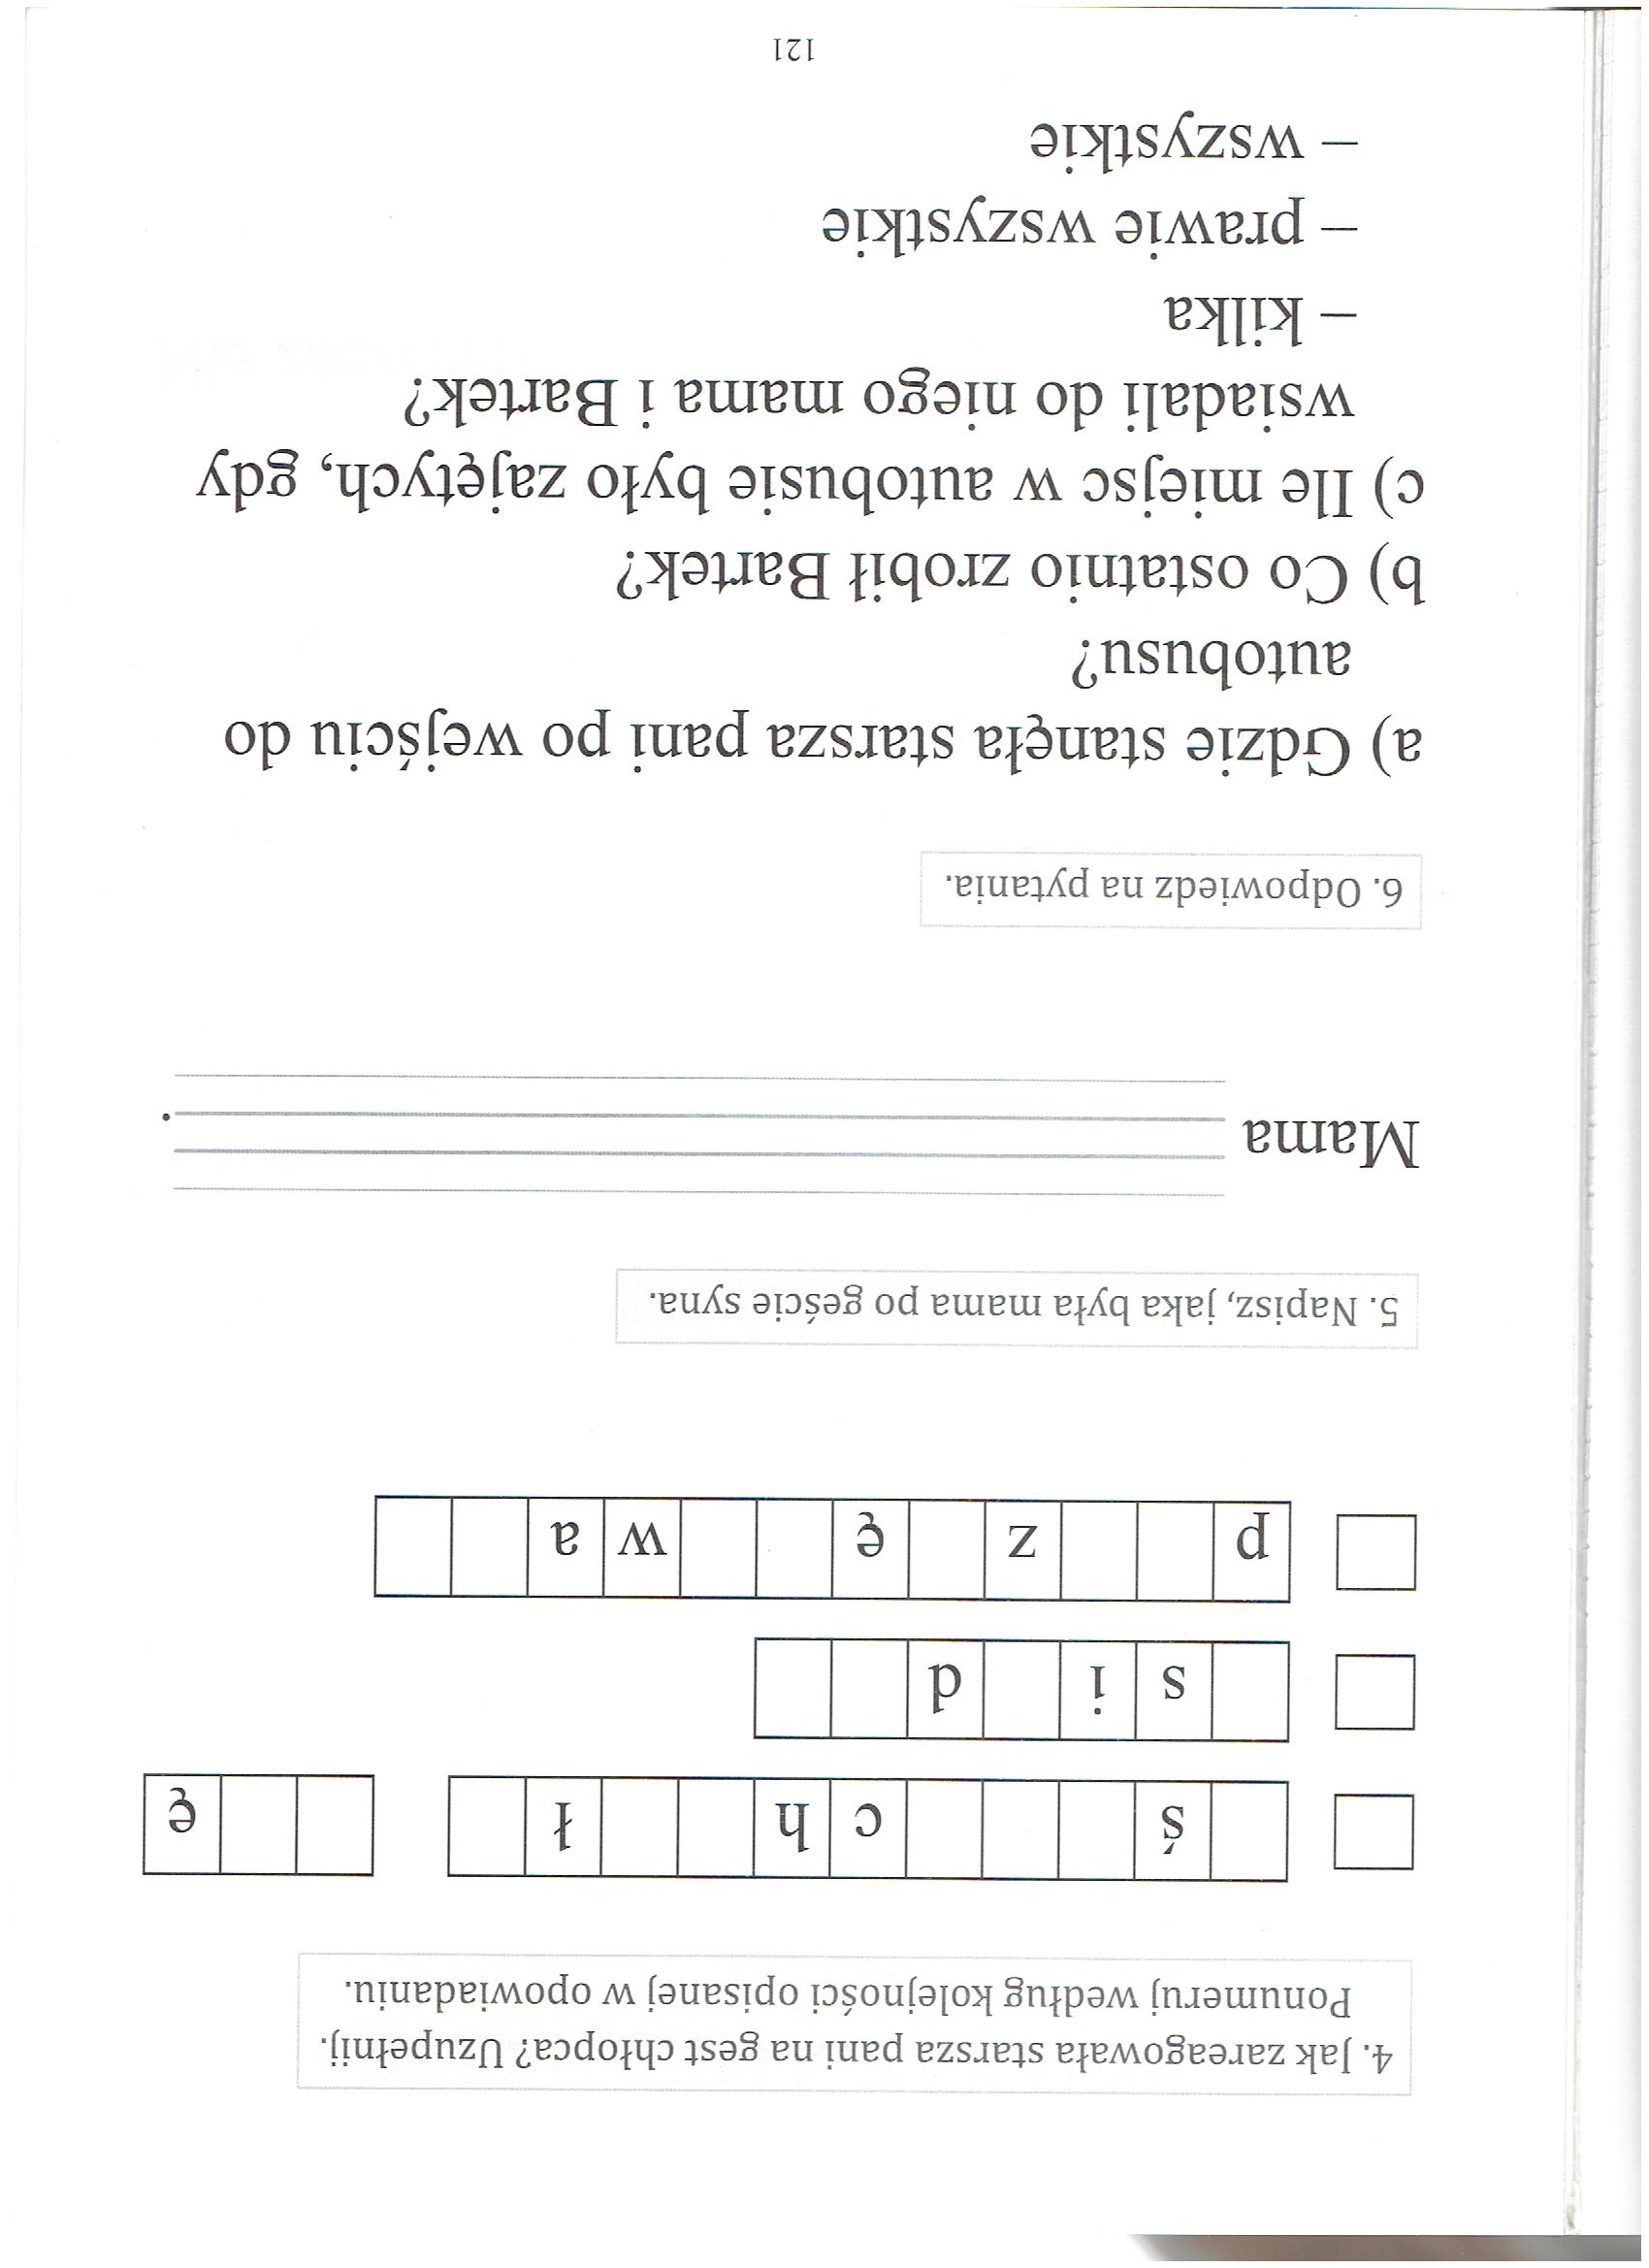 4. Jak zareagowała starsza pani na gest chłopca? Uzupełnij.
Ponumeruj według kolejności opisanej w opowiadaniu.
ś c h ł ę
s i d
p z ę w a
5. Napisz, jaka była mama po geście syna.
Mama .
6. Odpowiedz na pytania.
a) Gdzie stanęła starsza pani po wejściu do
autobusu?
b) Co ostatnio zrobił Bartek?
c) Ile miejsc w autobusie było zajętych, gdy
wsiadali do niego mama i Bartek?
– kilka
– prawie wszystkie
– wszystkie
121